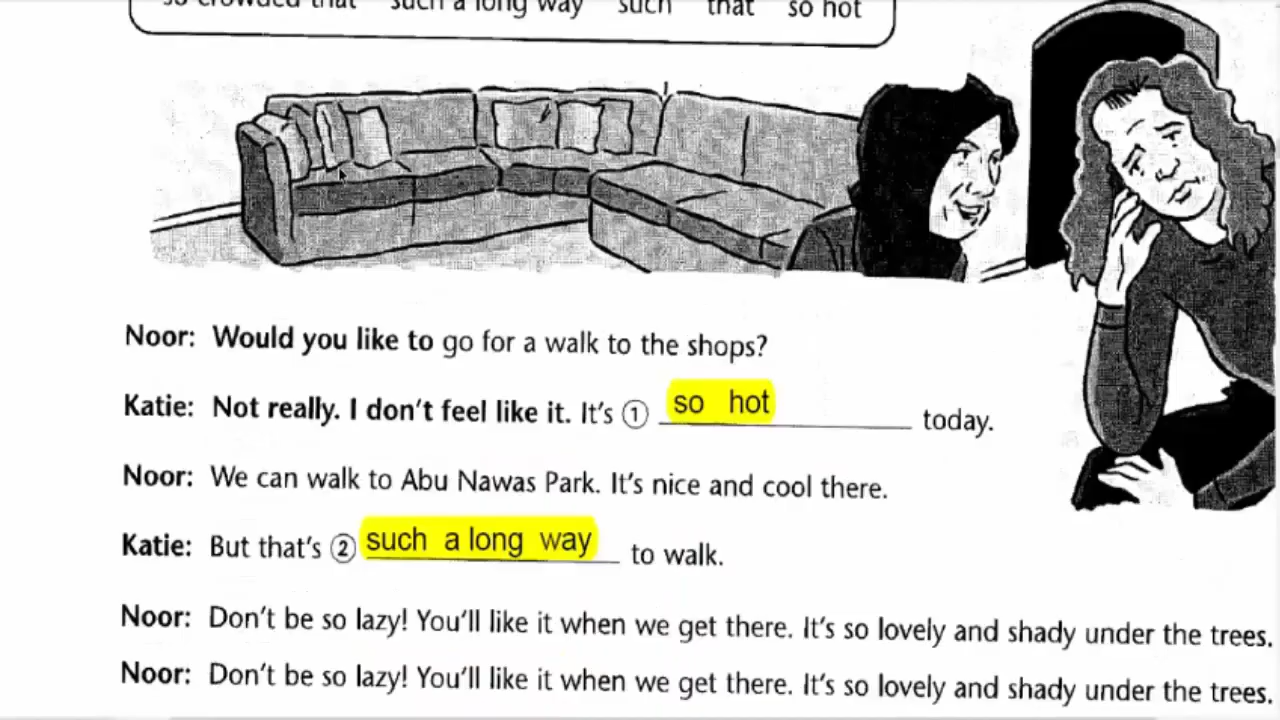 so crowded that such a long way such that so hot
Noor: Would you like to go for a walk to the shops?
Katie: Not really. I don't feel like it. It's ① so hot today.
Noor: We can walk to Abu Nawas Park. It's nice and cool there.
Katie: But that's ② such a long way to walk.
Noor: Don't be so lazy! You'll like it when we get there. It's so lovely and shady under the trees.
Noor: Don't be so lazy! You'll like it when we get there. It's so lovely and shady under the trees.